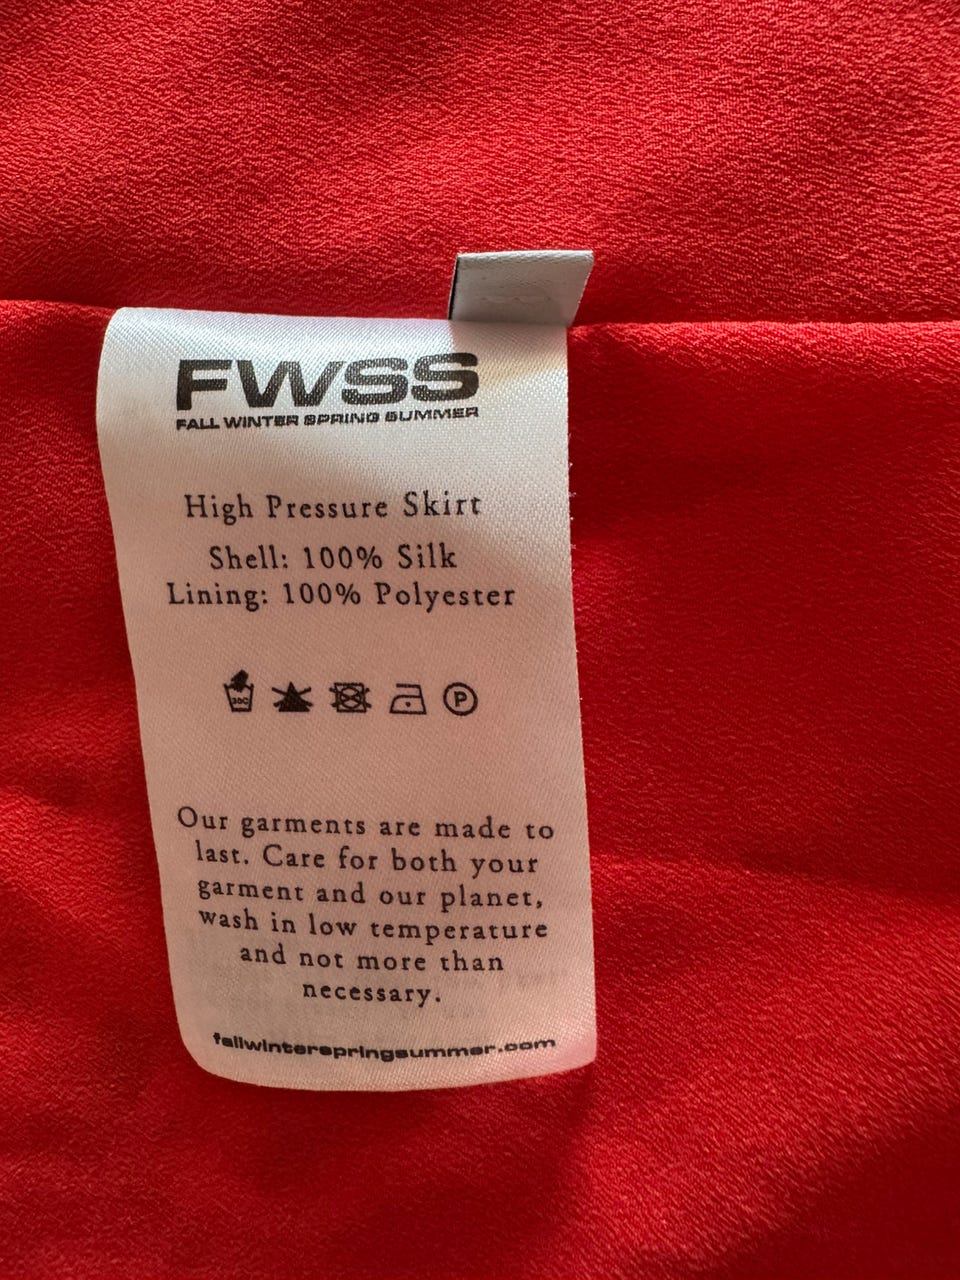 FWSS
FALL WINTER SPRING SUMMER
High Pressure Skirt
Shell: 100% Silk
Lining: 100% Polyester
30C
P
Our garments are made to
last. Care for both your
garment and our planet,
wash in low temperature
and not more than
necessary.
fallwinterspringsummer.com